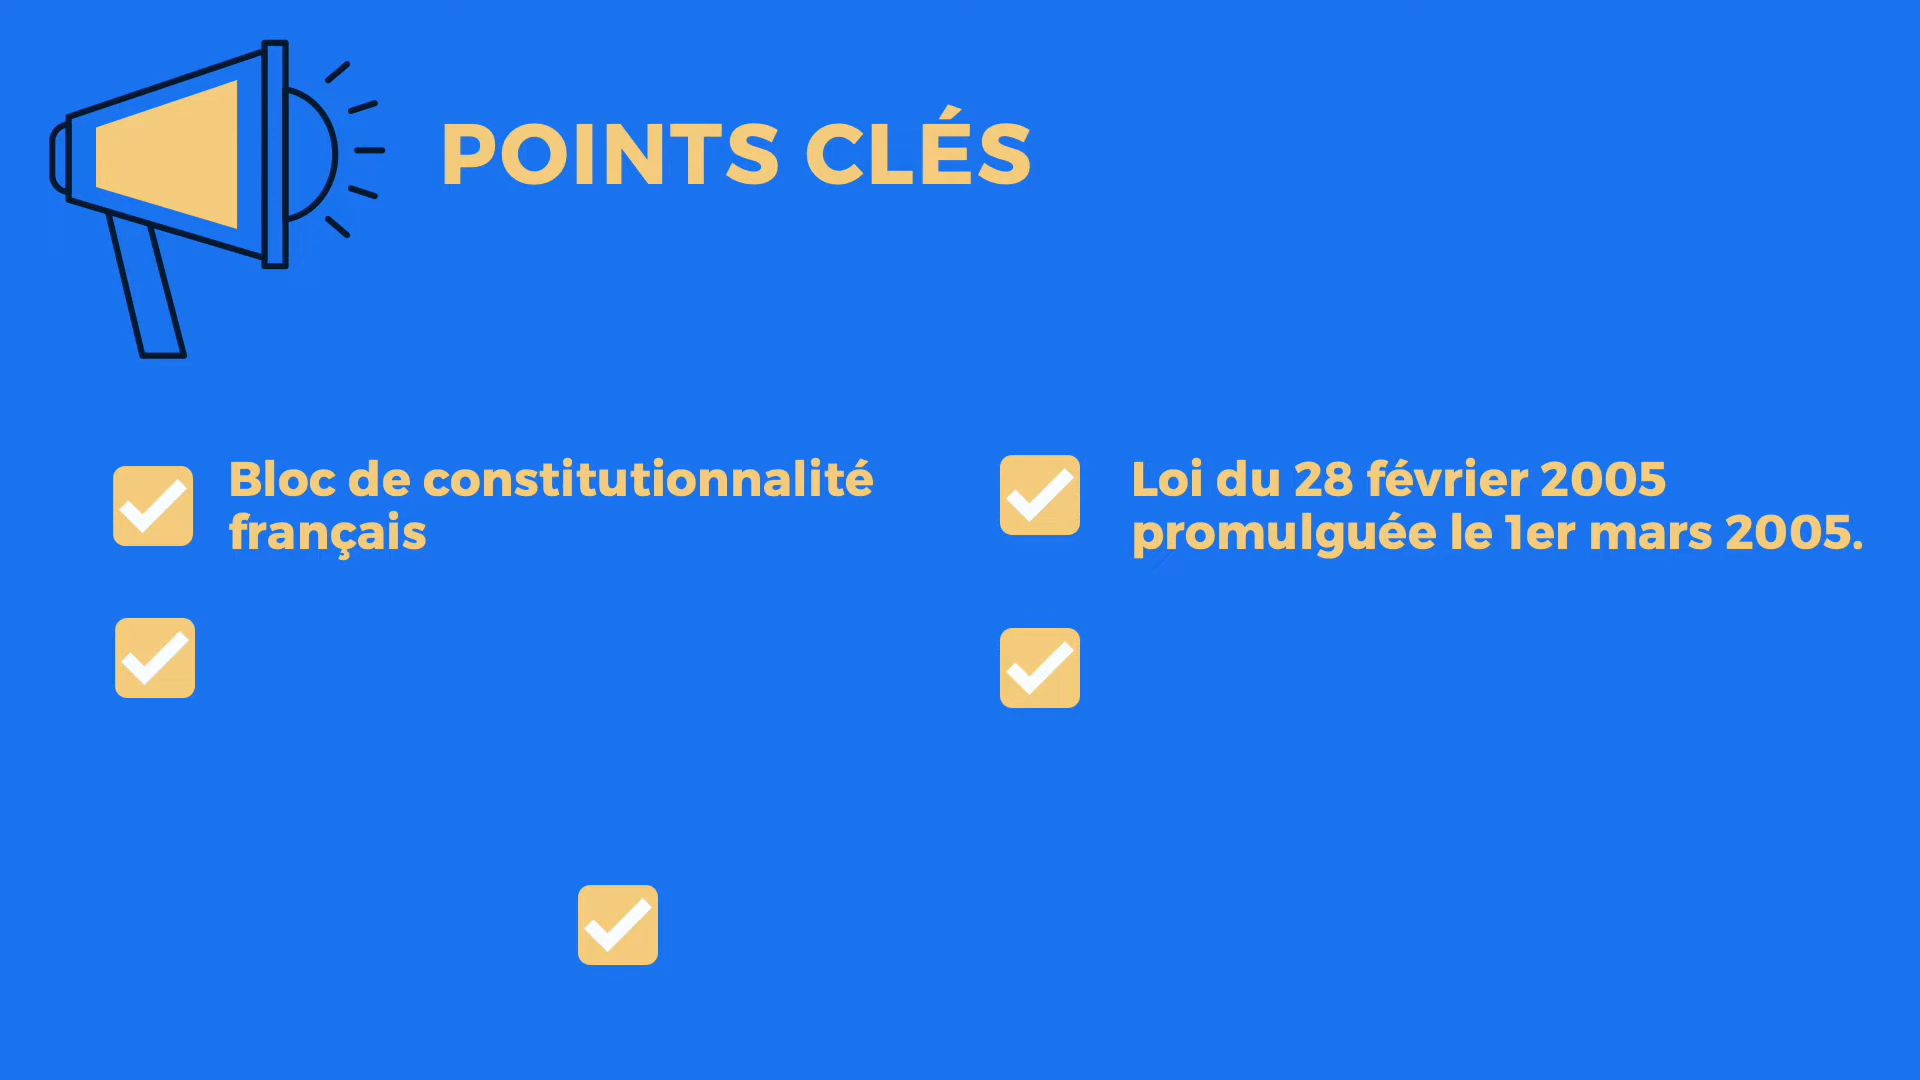 POINTS CLÉS
Bloc de constitutionnalité
français
Loi du 28 février 2005
promulguée le 1er mars 2005.